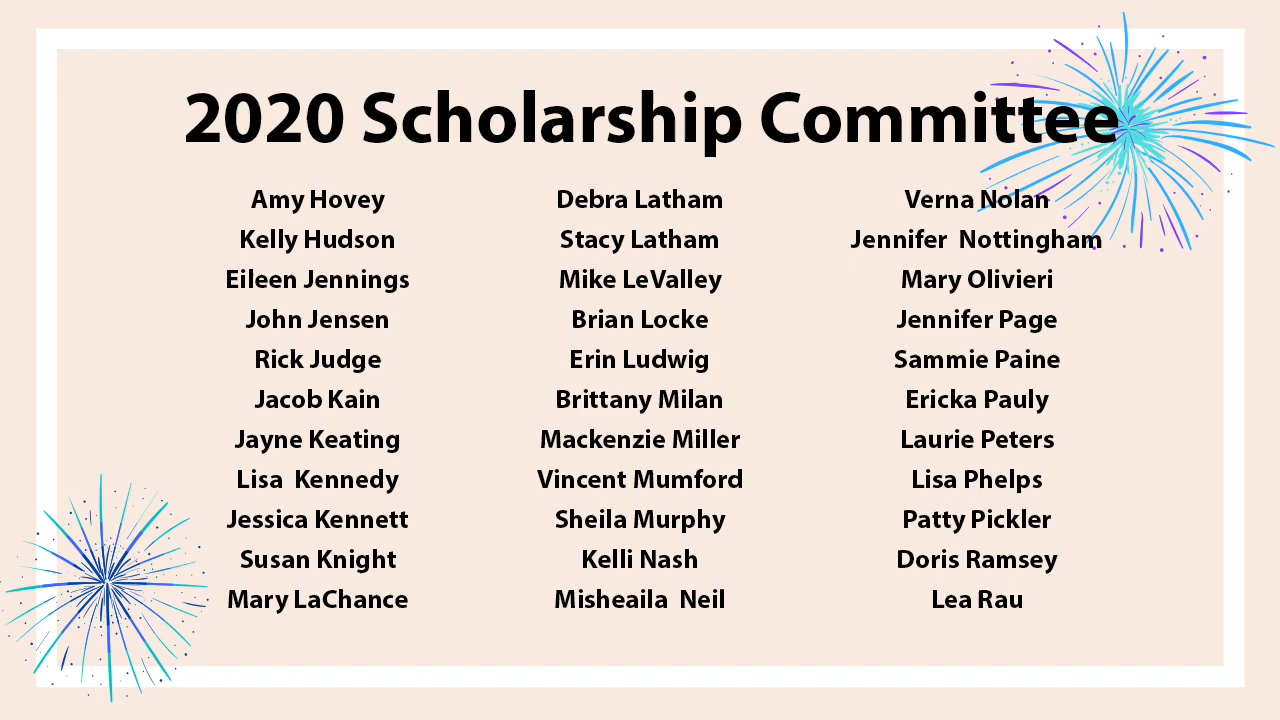 2020 Scholarship Committee
Amy Hovey
Kelly Hudson
Eileen Jennings
John Jensen
Rick Judge
Jacob Kain
Jayne Keating
Lisa  Kennedy
Jessica Kennett
Susan Knight
Mary LaChance
Debra Latham
Stacy Latham
Mike LeValley
Brian Locke
Erin Ludwig
Brittany Milan
Mackenzie Miller
Vincent Mumford
Sheila Murphy
Kelli Nash
Misheaila  Neil
Verna Nolan
Jennifer  Nottingham
Mary Olivieri
Jennifer Page
Sammie Paine
Ericka Pauly
Laurie Peters
Lisa Phelps
Patty Pickler
Doris Ramsey
Lea Rau